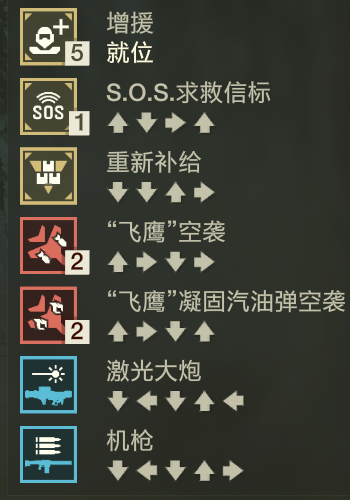 增援
5
就位
S.O.S.求救信标
SOS
1
↑↓→↑
重新补给
↓↓↑→
“飞鹰”空袭
2
↑→↓→
“飞鹰”凝固汽油弹空袭
2
↑→↓↑
激光大炮
↓←↓↑←
机枪
↓←↓↑→